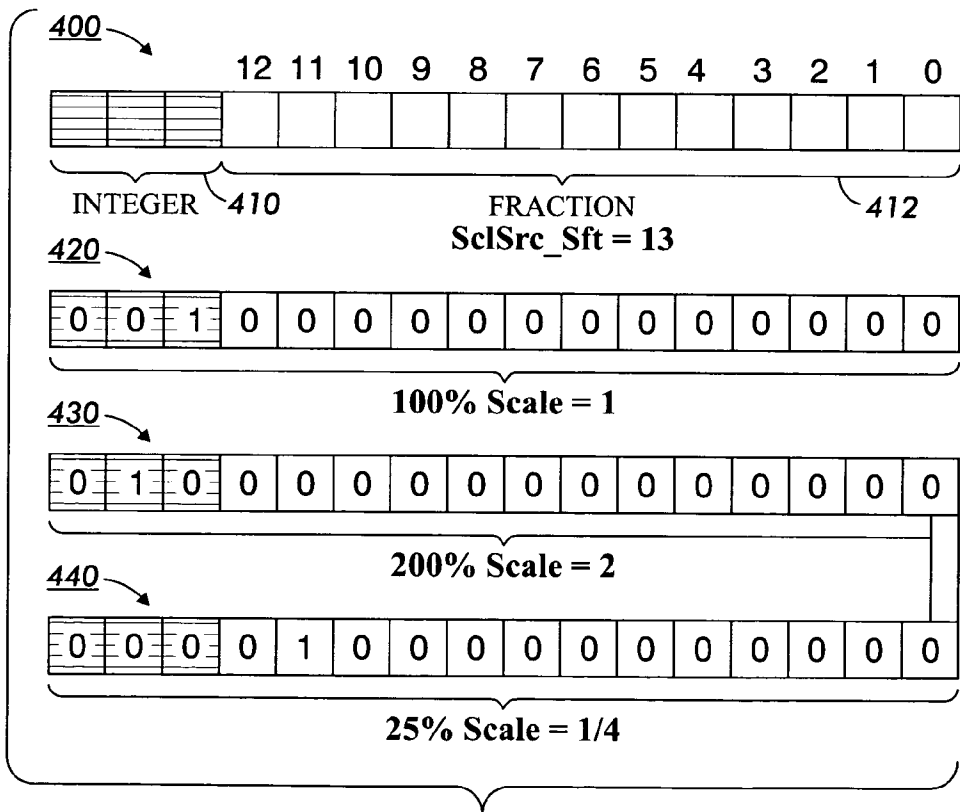 400
12 11 10 9 8 7 6 5 4 3 2 1 0
INTEGER 410 FRACTION 412
SclSrc_Sft = 13
420
0 0 1 0 0 0 0 0 0 0 0 0 0 0 0 0
100% Scale = 1
430
0 1 0 0 0 0 0 0 0 0 0 0 0 0 0 0
200% Scale = 2
440
0 0 0 0 1 0 0 0 0 0 0 0 0 0 0 0
25% Scale = 1/4